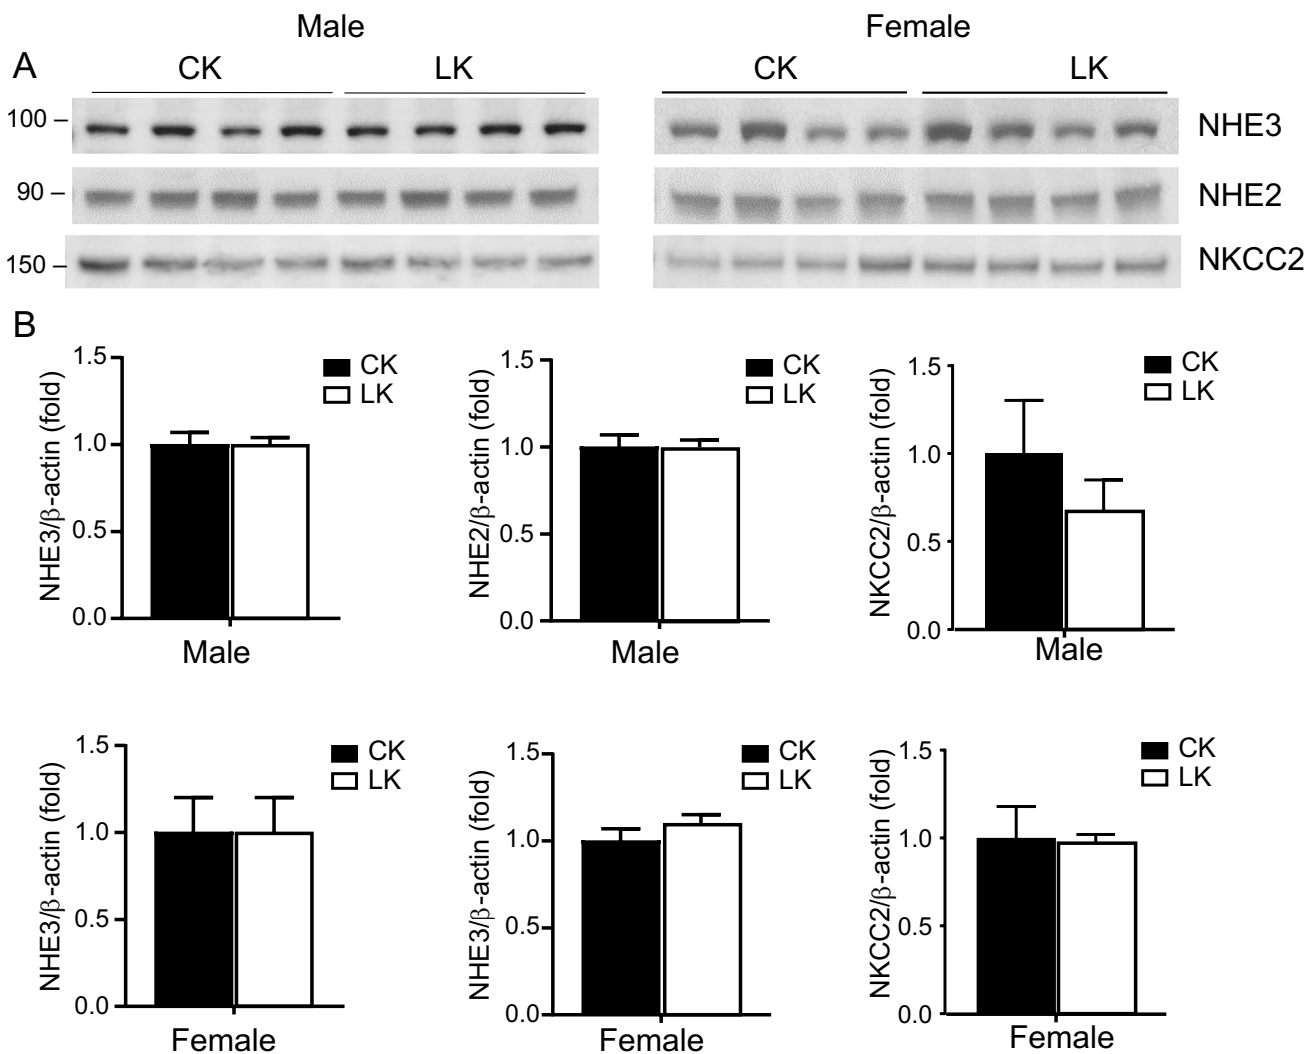 Male Female
A CK LK CK LK
100 NHE3
90 NHE2
150 NKCC2
B
NHE3/β-actin (fold)
1.5
1.0
0.5
0.0
CK
LK
Male
NHE2/β-actin (fold)
1.5
1.0
0.5
0.0
CK
LK
Male
NKCC2/β-actin (fold)
1.5
1.0
0.5
0.0
CK
LK
Male
NHE3/β-actin (fold)
1.5
1.0
0.5
0.0
CK
LK
Female
NHE3/β-actin (fold)
1.5
1.0
0.5
0.0
CK
LK
Female
NKCC2/β-actin (fold)
1.5
1.0
0.5
0.0
CK
LK
Female